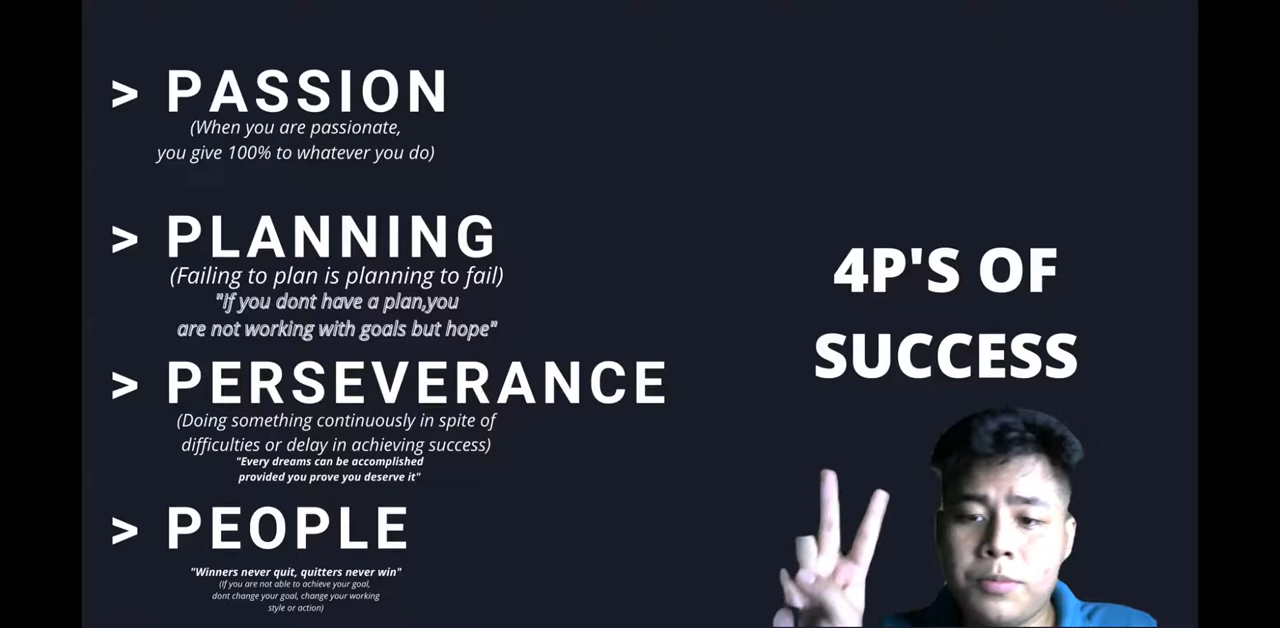 > PASSION
(When you are passionate,
you give 100% to whatever you do)
> PLANNING
(Failing to plan is planning to fail)
"If you dont have a plan,you
are not working with goals but hope"
> PERSEVERANCE
(Doing something continuously in spite of
difficulties or delay in achieving success)
"Every dreams can be accomplished
provided you prove you deserve it"
> PEOPLE
"Winners never quit, quitters never win"
(If you are not able to achieve your goal,
dont change your goal, change your working
style or action)
4P'S OF
SUCCESS